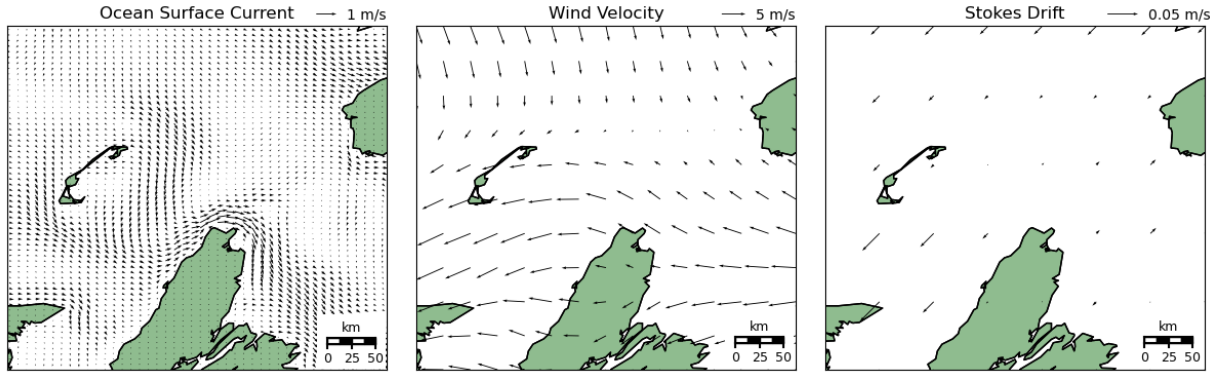 Ocean Surface Current
1 m/s
Wind Velocity
5 m/s
Stokes Drift
0.05 m/s
km
0 25 50
km
0 25 50
km
0 25 50